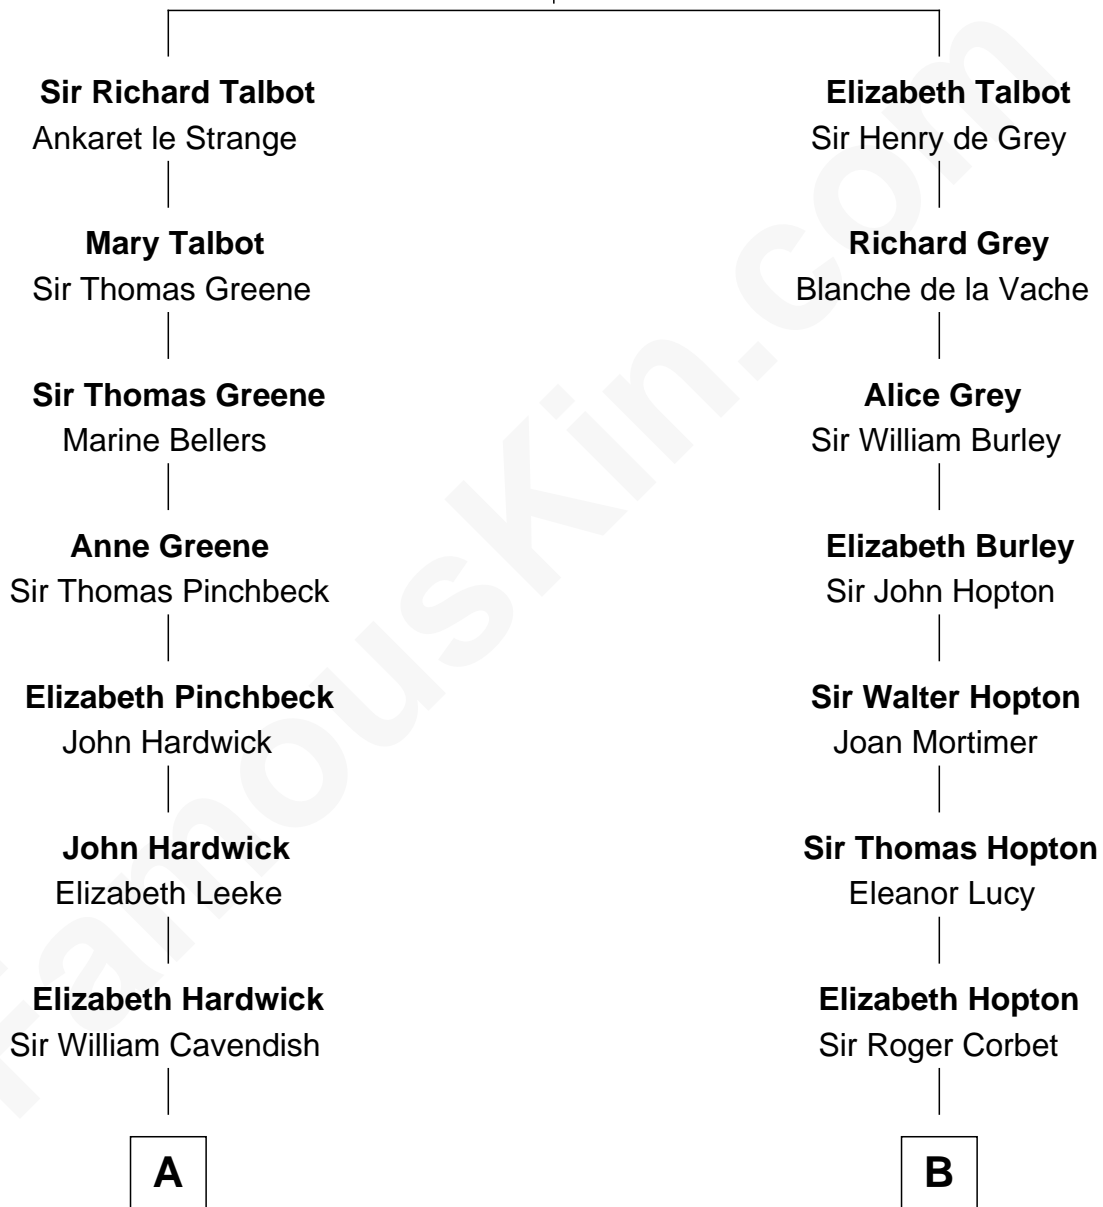 Sir Richard Talbot
Ankaret le Strange
Mary Talbot
Sir Thomas Greene
Sir Thomas Greene
Marine Bellers
Anne Greene
Sir Thomas Pinchbeck
Elizabeth Pinchbeck
John Hardwick
John Hardwick
Elizabeth Leeke
Elizabeth Hardwick
Sir William Cavendish
A
Elizabeth Talbot
Sir Henry de Grey
Richard Grey
Blanche de la Vache
Alice Grey
Sir William Burley
Elizabeth Burley
Sir John Hopton
Sir Walter Hopton
Joan Mortimer
Sir Thomas Hopton
Eleanor Lucy
Elizabeth Hopton
Sir Roger Corbet
B
FamousKin.com